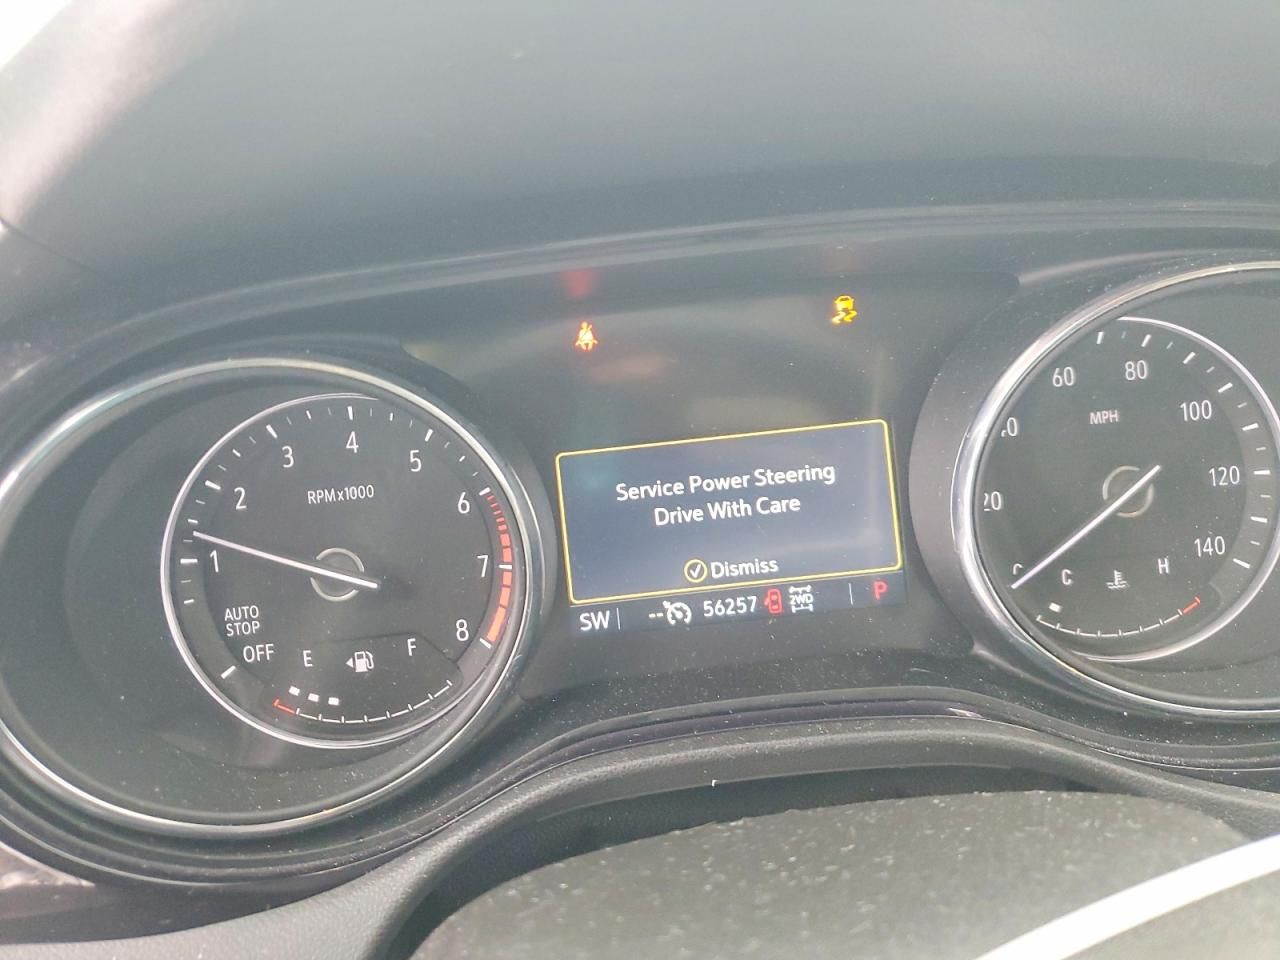 1
2
3
4
5
6
7
8
RPMx1000
AUTO
STOP
OFF
E
F
Service Power Steering
Drive With Care
Dismiss
SW
-- 56257 2WD
P
20
60
80
100
120
140
MPH
C
H